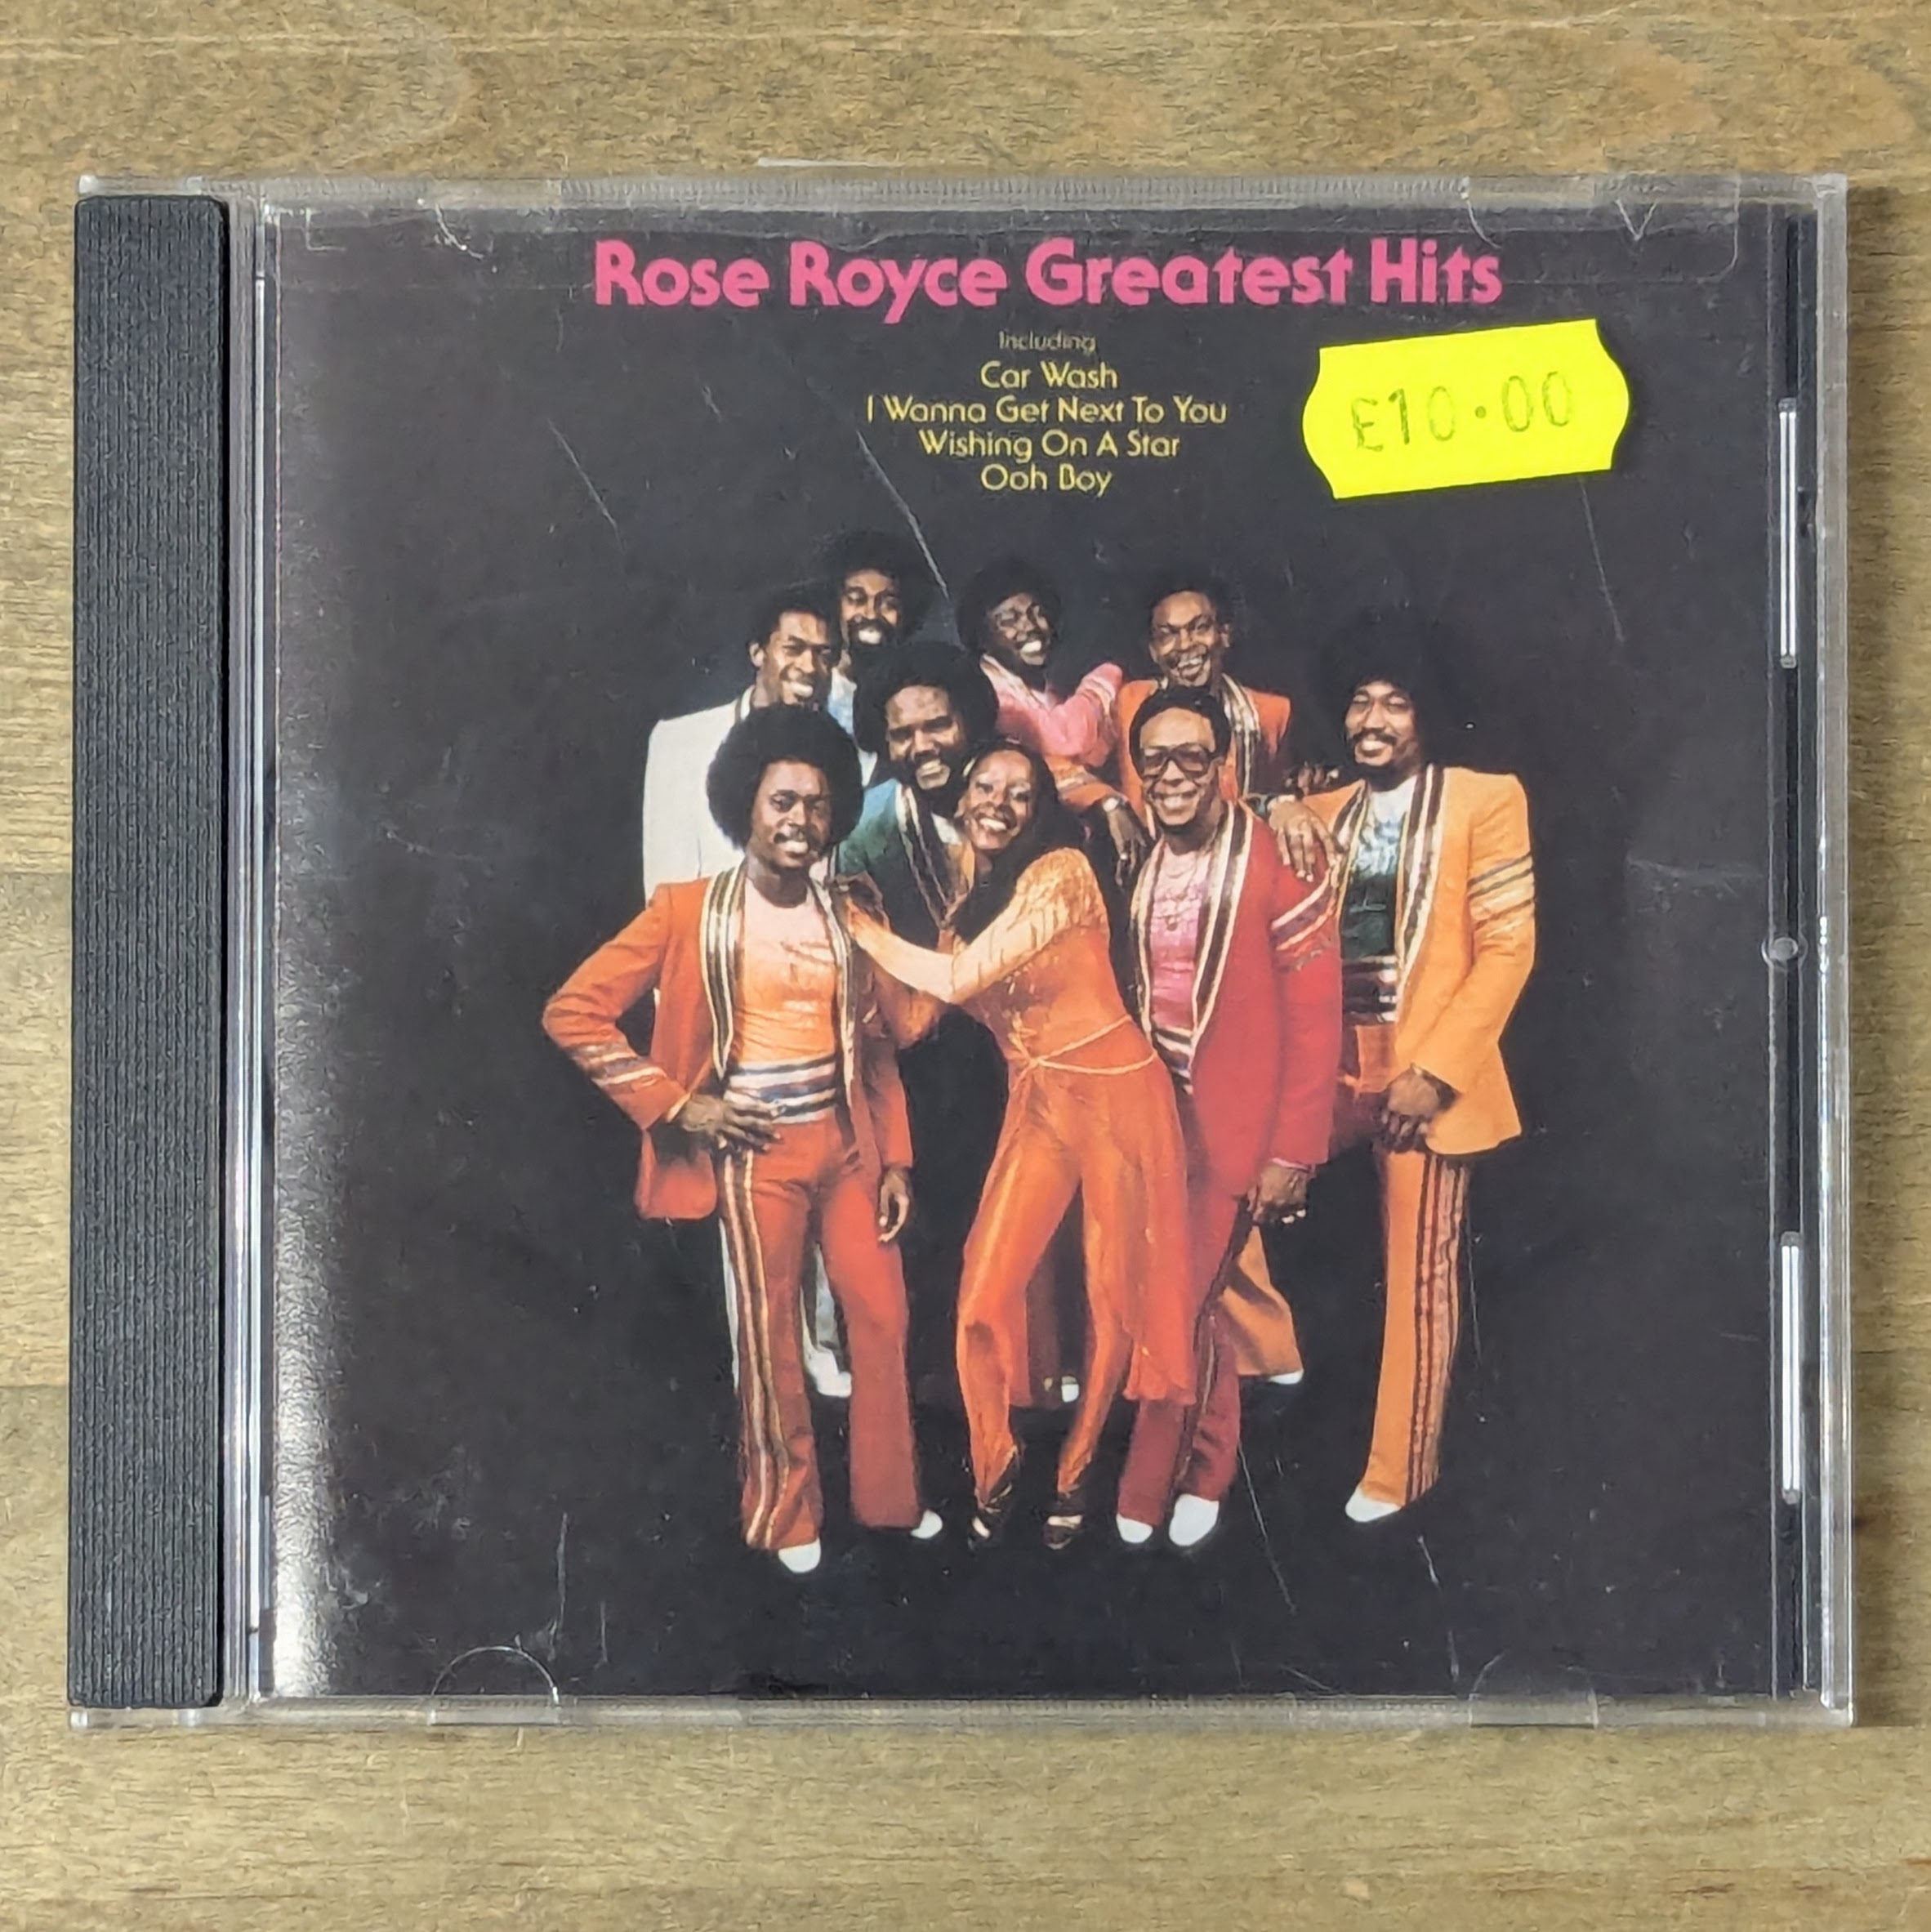 Rose Royce Greatest Hits
Including
Car Wash
I Wanna Get Next To You
Wishing On A Star
Ooh Boy
£10.00